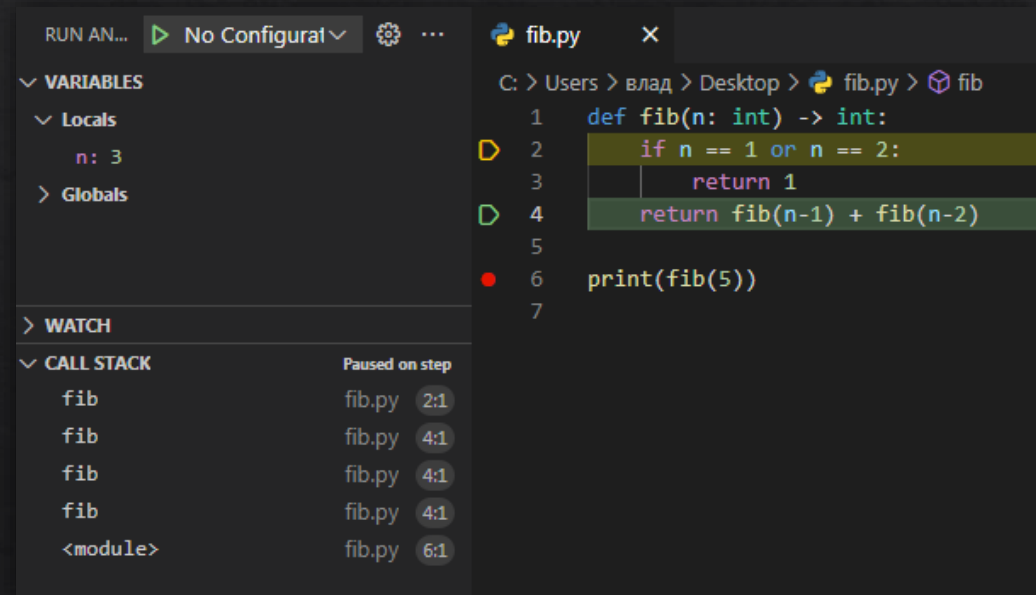 RUN AN... No Configurat ...
VARIABLES
Locals
n: 3
Globals
WATCH
CALL STACK Paused on step
fib fib.py 2:1
fib fib.py 4:1
fib fib.py 4:1
fib fib.py 4:1
<module> fib.py 6:1
fib.py
C: > Users > влад > Desktop > fib.py > fib
1 def fib(n: int) -> int:
2 if n == 1 or n == 2:
3 return 1
4 return fib(n-1) + fib(n-2)
5
6 print(fib(5))
7